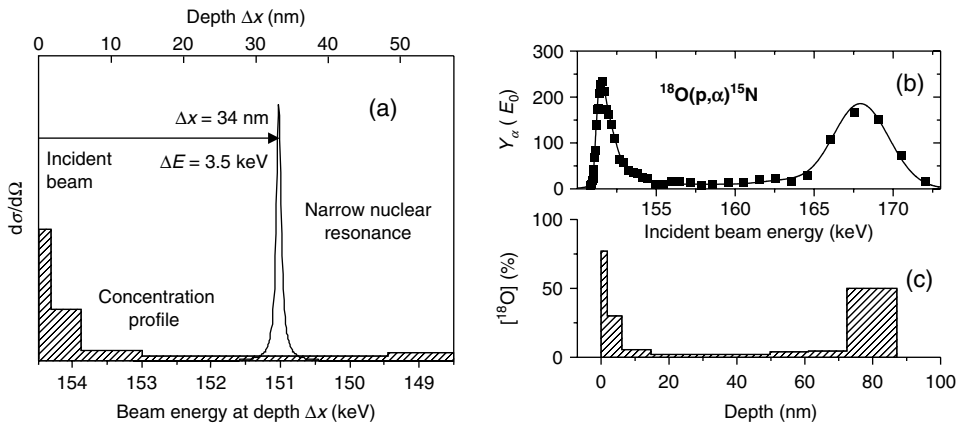 Depth Δx (nm)
0 10 20 30 40 50
(a)
Δx = 34 nm
ΔE = 3.5 keV
Incident
beam
Narrow nuclear
resonance
Concentration
profile
dσ/dΩ
154 153 152 151 150 149
Beam energy at depth Δx (keV)
300
200
100
0
Yα (E0)
¹⁸O(p,α)¹⁵N
(b)
155 160 165 170
Incident beam energy (keV)
100
50
0
[¹⁸O] (%)
(c)
0 20 40 60 80 100
Depth (nm)